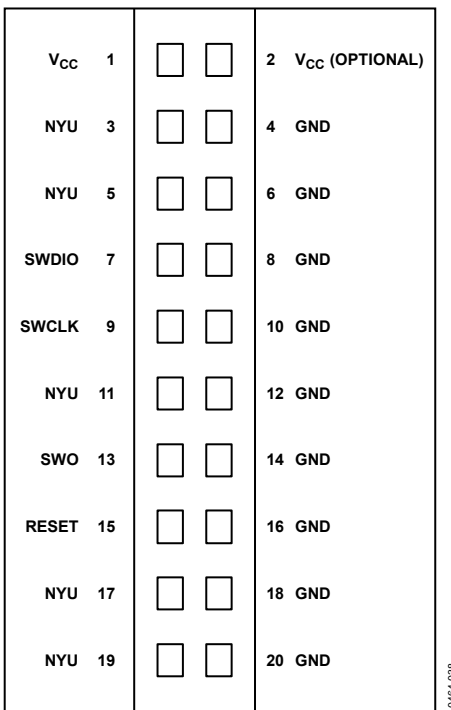 VCC 1 2 VCC (OPTIONAL)
NYU 3 4 GND
NYU 5 6 GND
SWDIO 7 8 GND
SWCLK 9 10 GND
NYU 11 12 GND
SWO 13 14 GND
RESET 15 16 GND
NYU 17 18 GND
NYU 19 20 GND